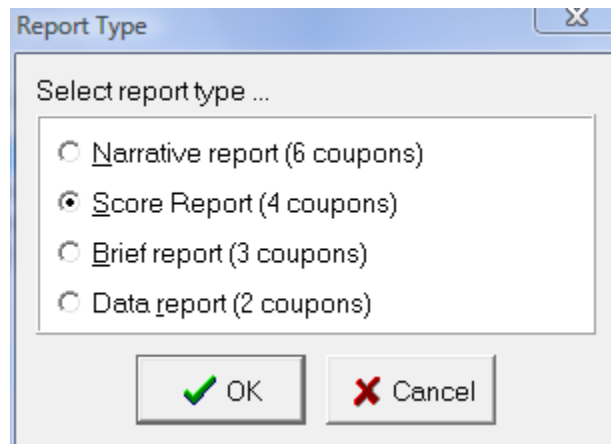 Report Type
Select report type ...
Narrative report (6 coupons)
Score Report (4 coupons)
Brief report (3 coupons)
Data report (2 coupons)
OK Cancel